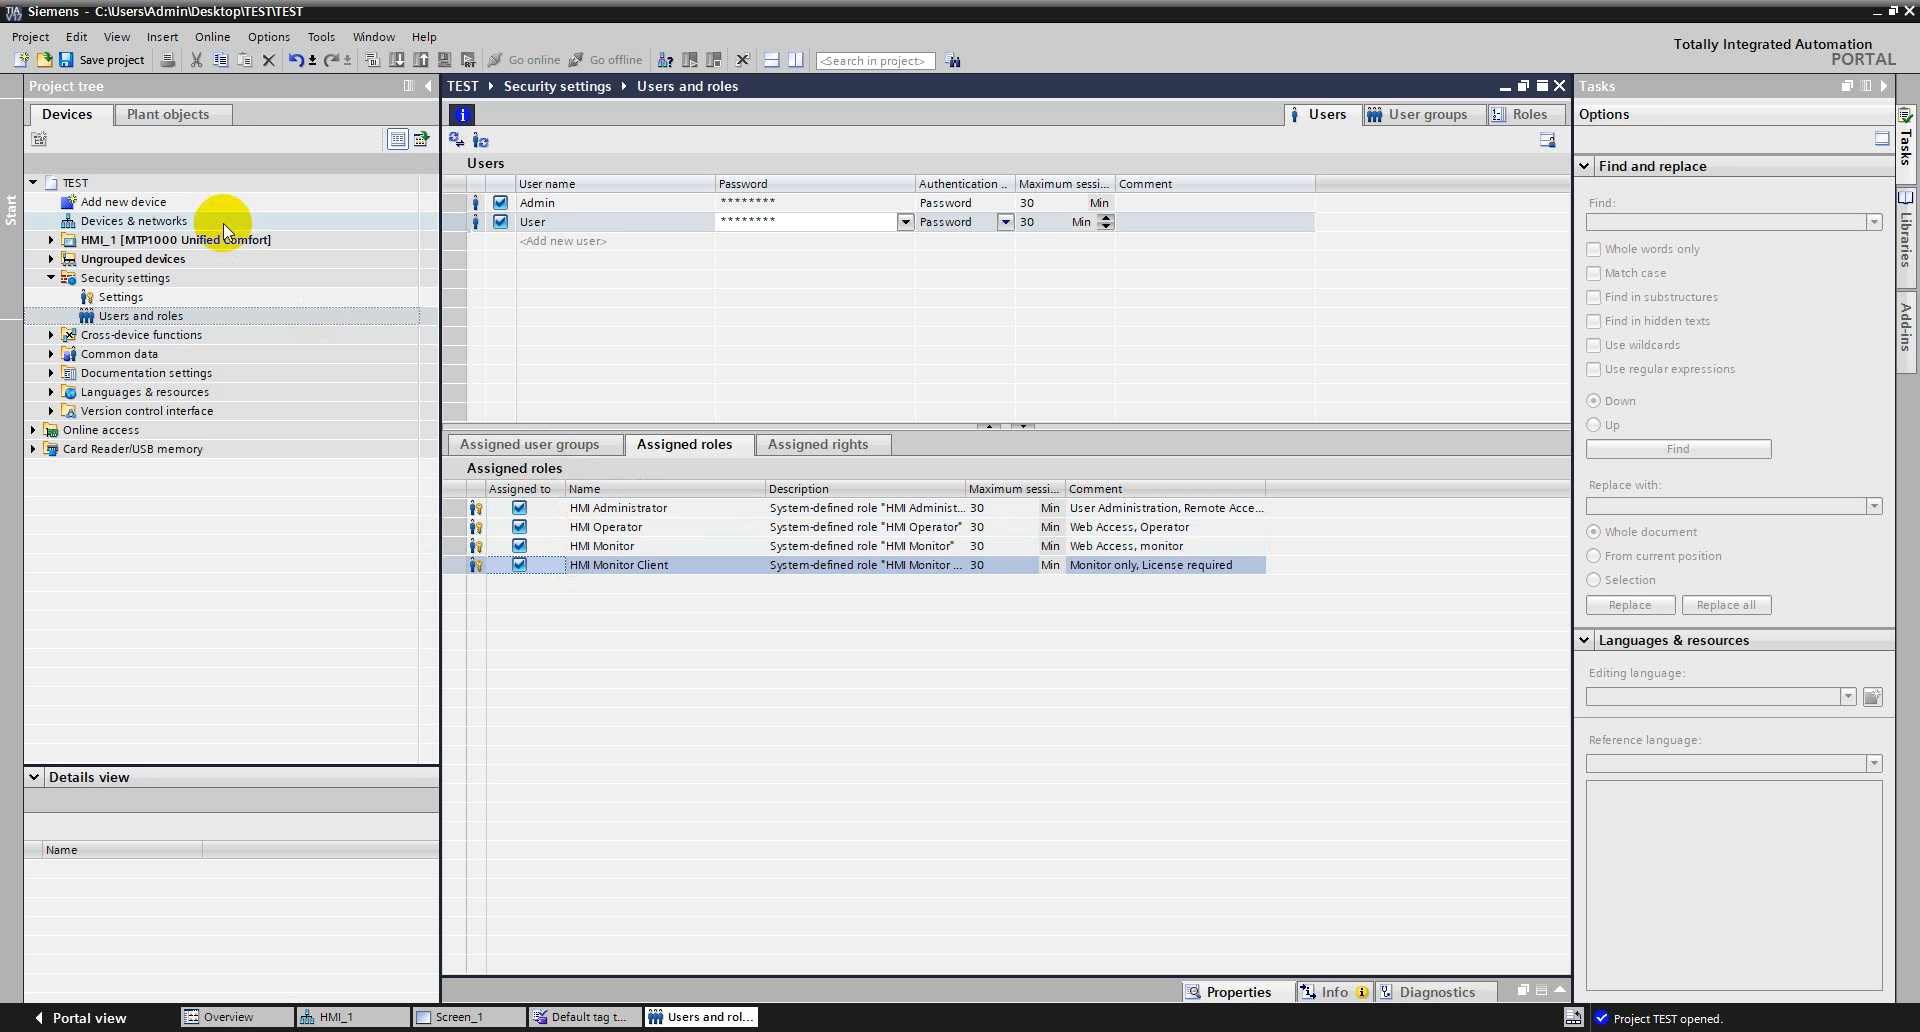 Siemens - C:\Users\Admin\Desktop\TEST\TEST
Project Edit View Insert Online Options Tools Window Help
Save project Go online Go offline <Search in project>
Totally Integrated Automation
PORTAL
Project tree
Devices Plant objects
Start
TEST
Add new device
Devices & networks
HMI_1 [MTP1000 Unified Comfort]
Ungrouped devices
Security settings
Settings
Users and roles
Cross-device functions
Common data
Documentation settings
Languages & resources
Version control interface
Online access
Card Reader/USB memory
Details view
Name
TEST Security settings Users and roles
Users User groups Roles
Users
User name Password Authentication .. Maximum sessi... Comment
Admin ******** Password 30 Min
User ******** Password 30 Min
<Add new user>
Assigned user groups Assigned roles Assigned rights
Assigned roles
Assigned to Name Description Maximum sessi... Comment
HMI Administrator System-defined role "HMI Administ... 30 Min User Administration, Remote Acce...
HMI Operator System-defined role "HMI Operator" 30 Min Web Access, Operator
HMI Monitor System-defined role "HMI Monitor" 30 Min Web Access, monitor
HMI Monitor Client System-defined role "HMI Monitor ... 30 Min Monitor only, License required
Properties Info Diagnostics
Tasks
Options
Find and replace
Find:
Whole words only
Match case
Find in substructures
Find in hidden texts
Use wildcards
Use regular expressions
Down
Up
Find
Replace with:
Whole document
From current position
Selection
Replace Replace all
Languages & resources
Editing language:
Reference language:
Tasks
Libraries
Add-ins
Portal view Overview HMI_1 Screen_1 Default tag t... Users and rol... Project TEST opened.